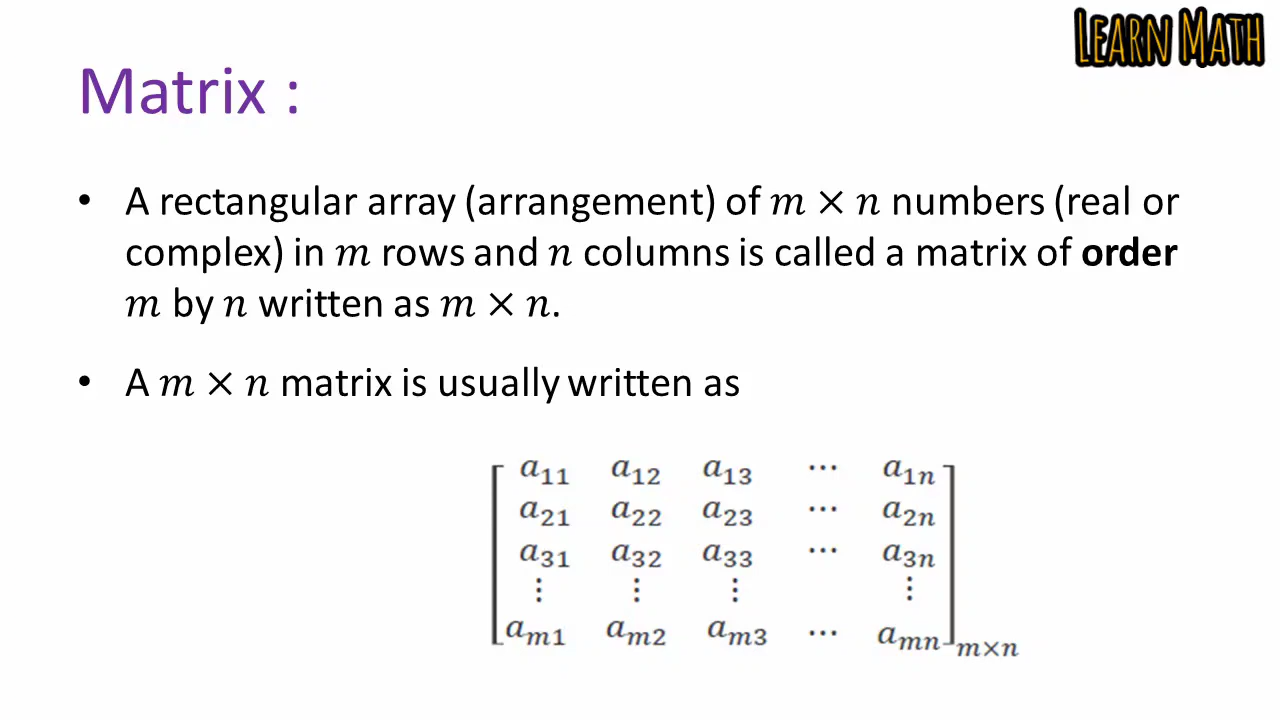 LEARN MATH
Matrix :
• A rectangular array (arrangement) of 𝑚 × 𝑛 numbers (real or
complex) in 𝑚 rows and 𝑛 columns is called a matrix of order
𝑚 by 𝑛 written as 𝑚 × 𝑛.
• A 𝑚 × 𝑛 matrix is usually written as
[a₁₁ a₁₂ a₁₃ ⋯ a₁ₙ
a₂₁ a₂₂ a₂₃ ⋯ a₂ₙ
a₃₁ a₃₂ a₃₃ ⋯ a₃ₙ
⋮ ⋮ ⋮ ⋮
aₘ₁ aₘ₂ aₘ₃ ⋯ aₘₙ]ₘ×ₙ